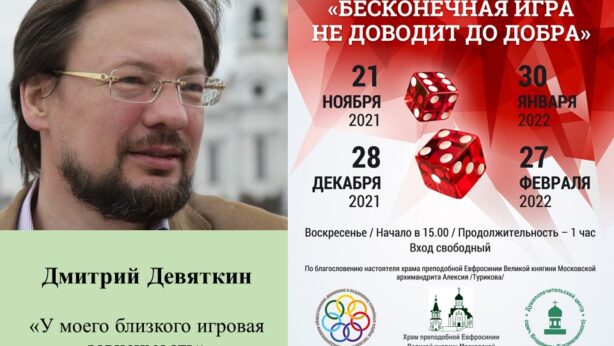 Дмитрий Девяткин
«У моего близкого игровая
«БЕСКОНЕЧНАЯ ИГРА
НЕ ДОВОДИТ ДО ДОБРА»
21
НОЯБРЯ
2021
30
ЯНВАРЯ
2022
28
ДЕКАБРЯ
2021
27
ФЕВРАЛЯ
2022
Воскресенье / Начало в 15.00 / Продолжительность – 1 час
Вход свободный
По благословению настоятеля храма преподобной Евфросинии Великой княгини Московской
архимандрита Алексия /Турикова/
Храм
преподобной Евфросинии
Душепопечительский центр